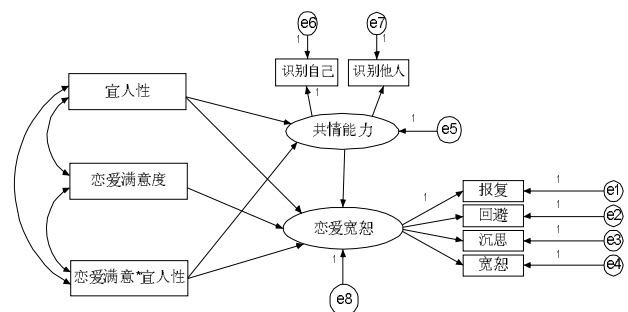 e6
e7
1
1
识别自己
识别他人
1
宜人性
共情能力
1
e5
恋爱满意度
报复
1
e1
1
回避
1
e2
恋爱宽恕
沉思
1
e3
恋爱满意*宜人性
宽恕
1
e4
1
e8